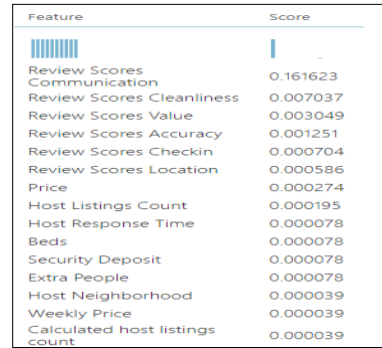 Feature Score
Review Scores
Communication 0.161623
Review Scores Cleanliness 0.007037
Review Scores Value 0.003049
Review Scores Accuracy 0.001251
Review Scores Checkin 0.000704
Review Scores Location 0.000586
Price 0.000274
Host Listings Count 0.000195
Host Response Time 0.000078
Beds 0.000078
Security Deposit 0.000078
Extra People 0.000078
Host Neighborhood 0.000039
Weekly Price 0.000039
Calculated host listings
count 0.000039